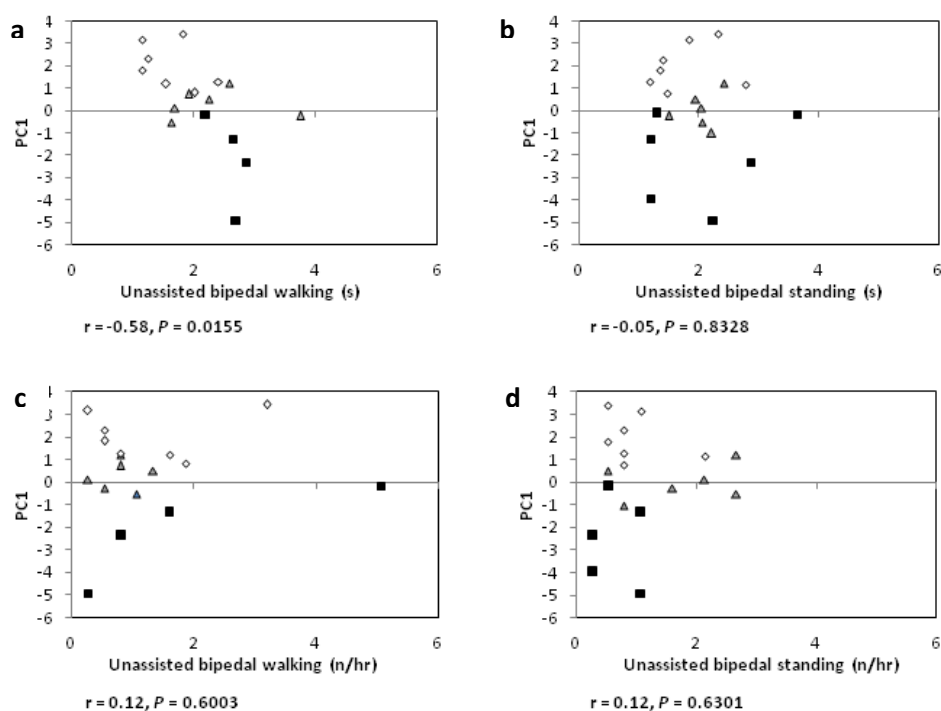 a
4
3
2
1
0
-1
-2
-3
-4
-5
-6
PC1
0 2 4 6
Unassisted bipedal walking (s)
r = -0.58, P = 0.0155
b
4
3
2
1
0
-1
-2
-3
-4
-5
-6
PC1
0 2 4 6
Unassisted bipedal standing (s)
r = -0.05, P = 0.8328
c
4
3
2
1
0
-1
-2
-3
-4
-5
-6
PC1
0 2 4 6
Unassisted bipedal walking (n/hr)
r = 0.12, P = 0.6003
d
4
3
2
1
0
-1
-2
-3
-4
-5
-6
PC1
0 2 4 6
Unassisted bipedal standing (n/hr)
r = 0.12, P = 0.6301